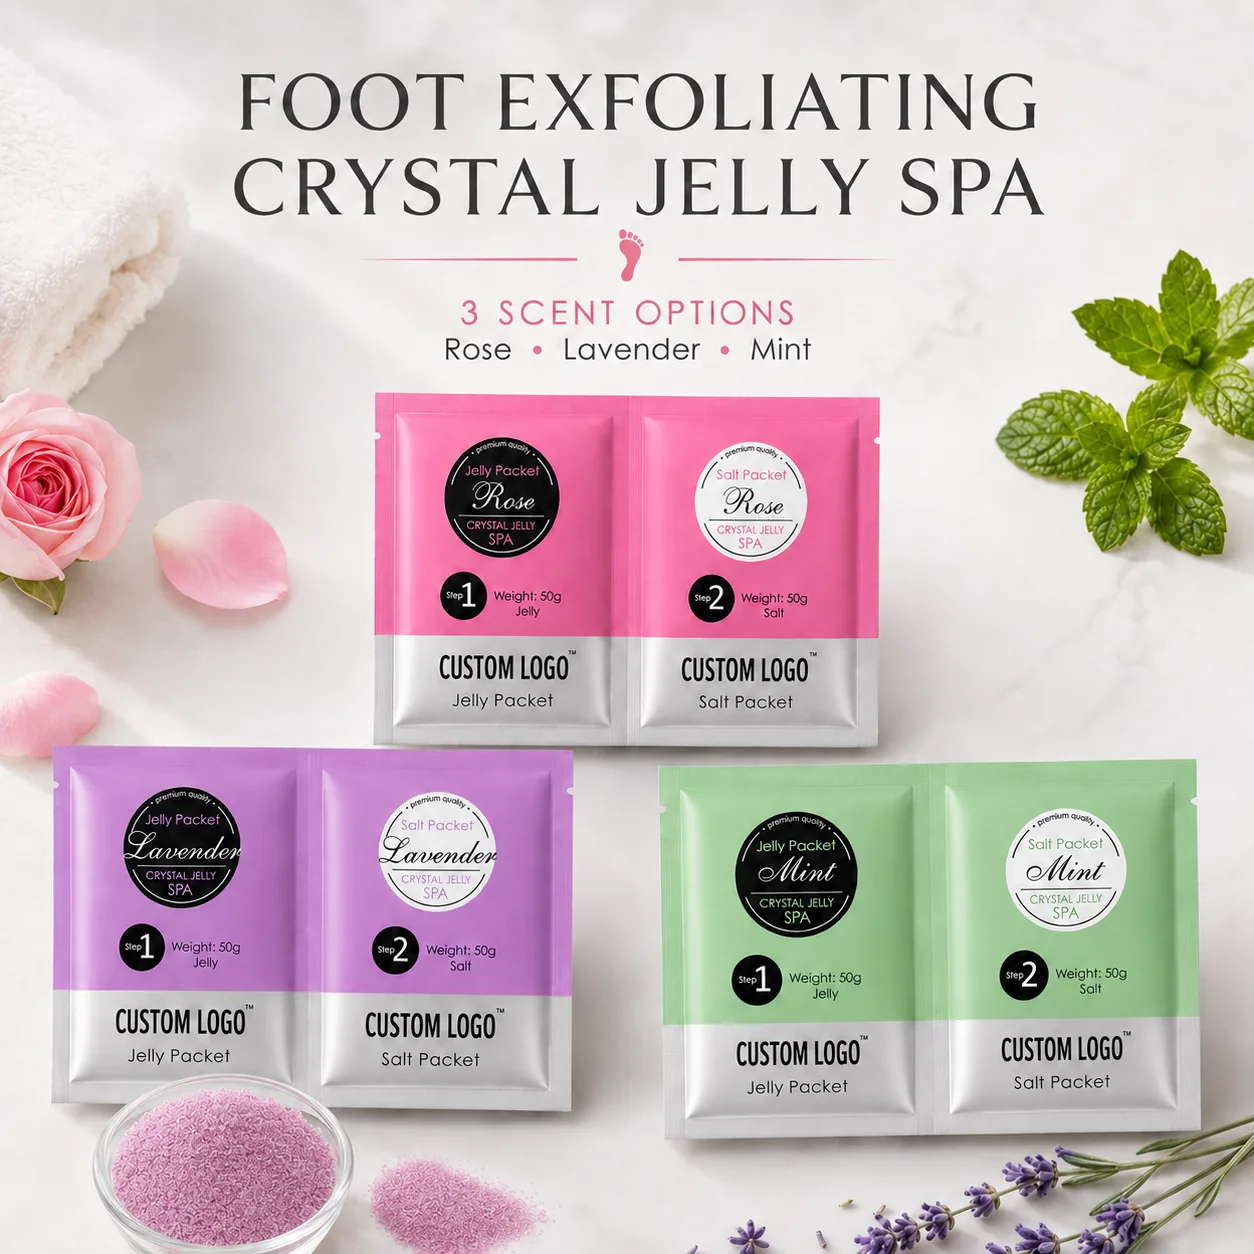 FOOT EXFOLIATING
CRYSTAL JELLY SPA
3 SCENT OPTIONS
Rose • Lavender • Mint
• premium quality •
Jelly Packet
Rose
CRYSTAL JELLY
SPA
Step 1
Weight: 50g
Jelly
CUSTOM LOGO™
Jelly Packet
• premium quality •
Salt Packet
Rose
CRYSTAL JELLY
SPA
Step 2
Weight: 50g
Salt
CUSTOM LOGO™
Salt Packet
• premium quality •
Jelly Packet
Lavender
CRYSTAL JELLY
SPA
Step 1
Weight: 50g
Jelly
CUSTOM LOGO™
Jelly Packet
• premium quality •
Salt Packet
Lavender
CRYSTAL JELLY
SPA
Step 2
Weight: 50g
Salt
CUSTOM LOGO™
Salt Packet
• premium quality •
Jelly Packet
Mint
CRYSTAL JELLY
SPA
Step 1
Weight: 50g
Jelly
CUSTOM LOGO™
Jelly Packet
• premium quality •
Salt Packet
Mint
CRYSTAL JELLY
SPA
Step 2
Weight: 50g
Salt
CUSTOM LOGO™
Salt Packet